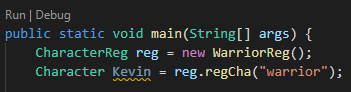 Run | Debug
public static void main(String[] args) {
CharacterReg reg = new WarriorReg();
Character Kevin = reg.regCha("warrior");